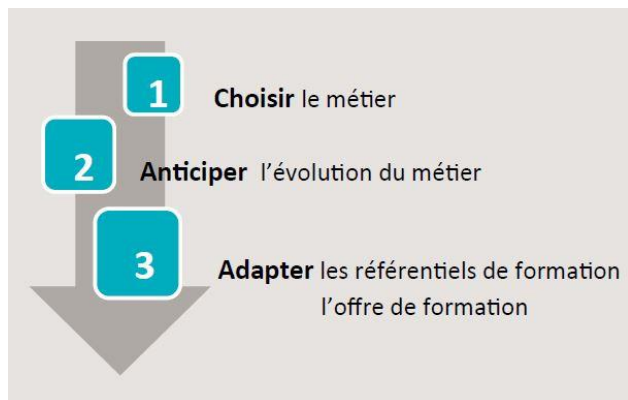 1
Choisir le métier
2
Anticiper l'évolution du métier
3
Adapter les référentiels de formation
l'offre de formation